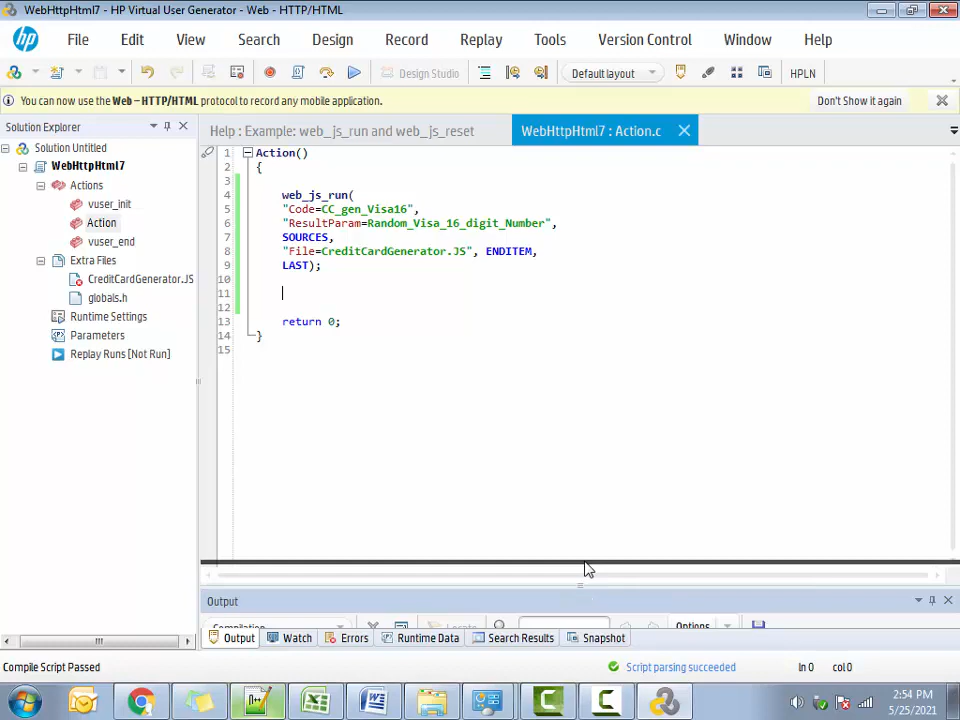 WebHttpHtml7 - HP Virtual User Generator - Web - HTTP/HTML
hp File Edit View Search Design Record Replay Tools Version Control Window Help
Design Studio Default layout HPLN
You can now use the Web – HTTP/HTML protocol to record any mobile application. Don't Show it again
Solution Explorer
Help : Example: web_js_run and web_js_reset
WebHttpHtml7 : Action.c
Solution Untitled
WebHttpHtml7
Actions
vuser_init
Action
vuser_end
Extra Files
CreditCardGenerator.JS
globals.h
Runtime Settings
Parameters
Replay Runs [Not Run]
1 Action()
2 {
3
4 web_js_run(
5 "Code=CC_gen_Visa16",
6 "ResultParam=Random_Visa_16_digit_Number",
7 SOURCES,
8 "File=CreditCardGenerator.JS", ENDITEM,
9 LAST);
10
11
12
13 return 0;
14 }
15
Output
Compilation Locate Options
Output Watch Errors Runtime Data Search Results Snapshot
Compile Script Passed Script parsing succeeded ln 0 col 0
2:54 PM
5/25/2021